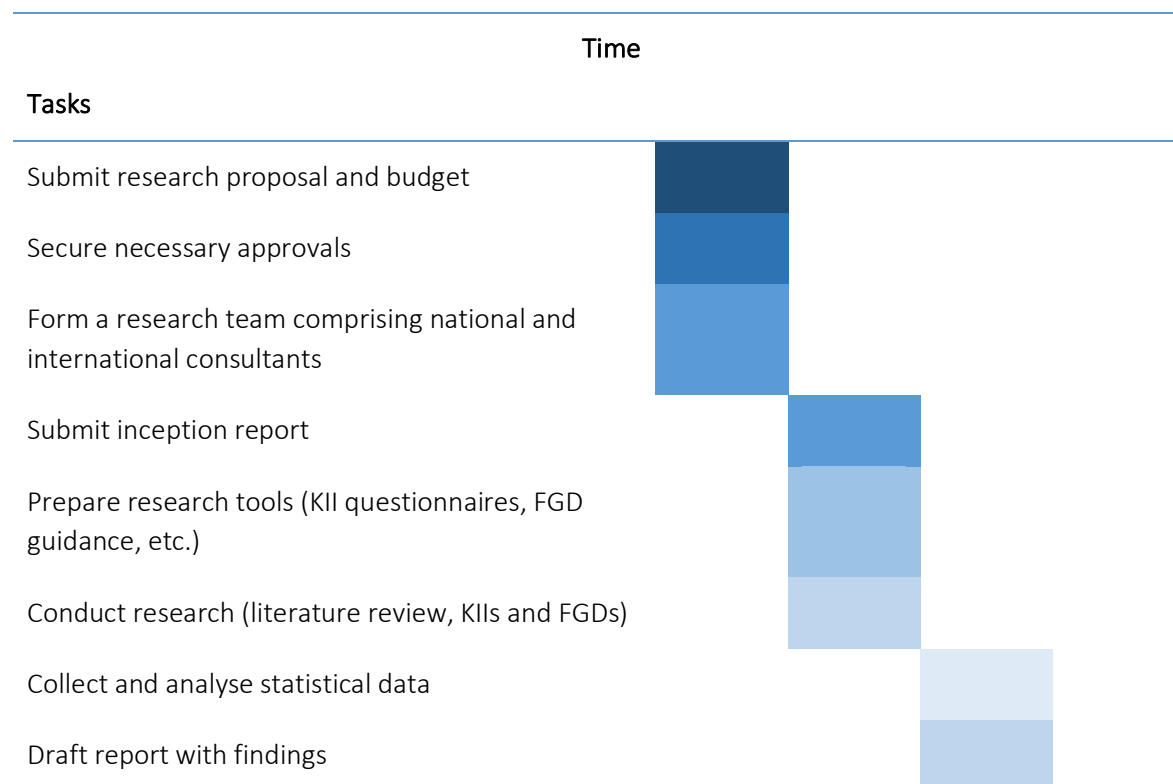 Time
Tasks
Submit research proposal and budget
Secure necessary approvals
Form a research team comprising national and
international consultants
Submit inception report
Prepare research tools (KII questionnaires, FGD
guidance, etc.)
Conduct research (literature review, KIIs and FGDs)
Collect and analyse statistical data
Draft report with findings